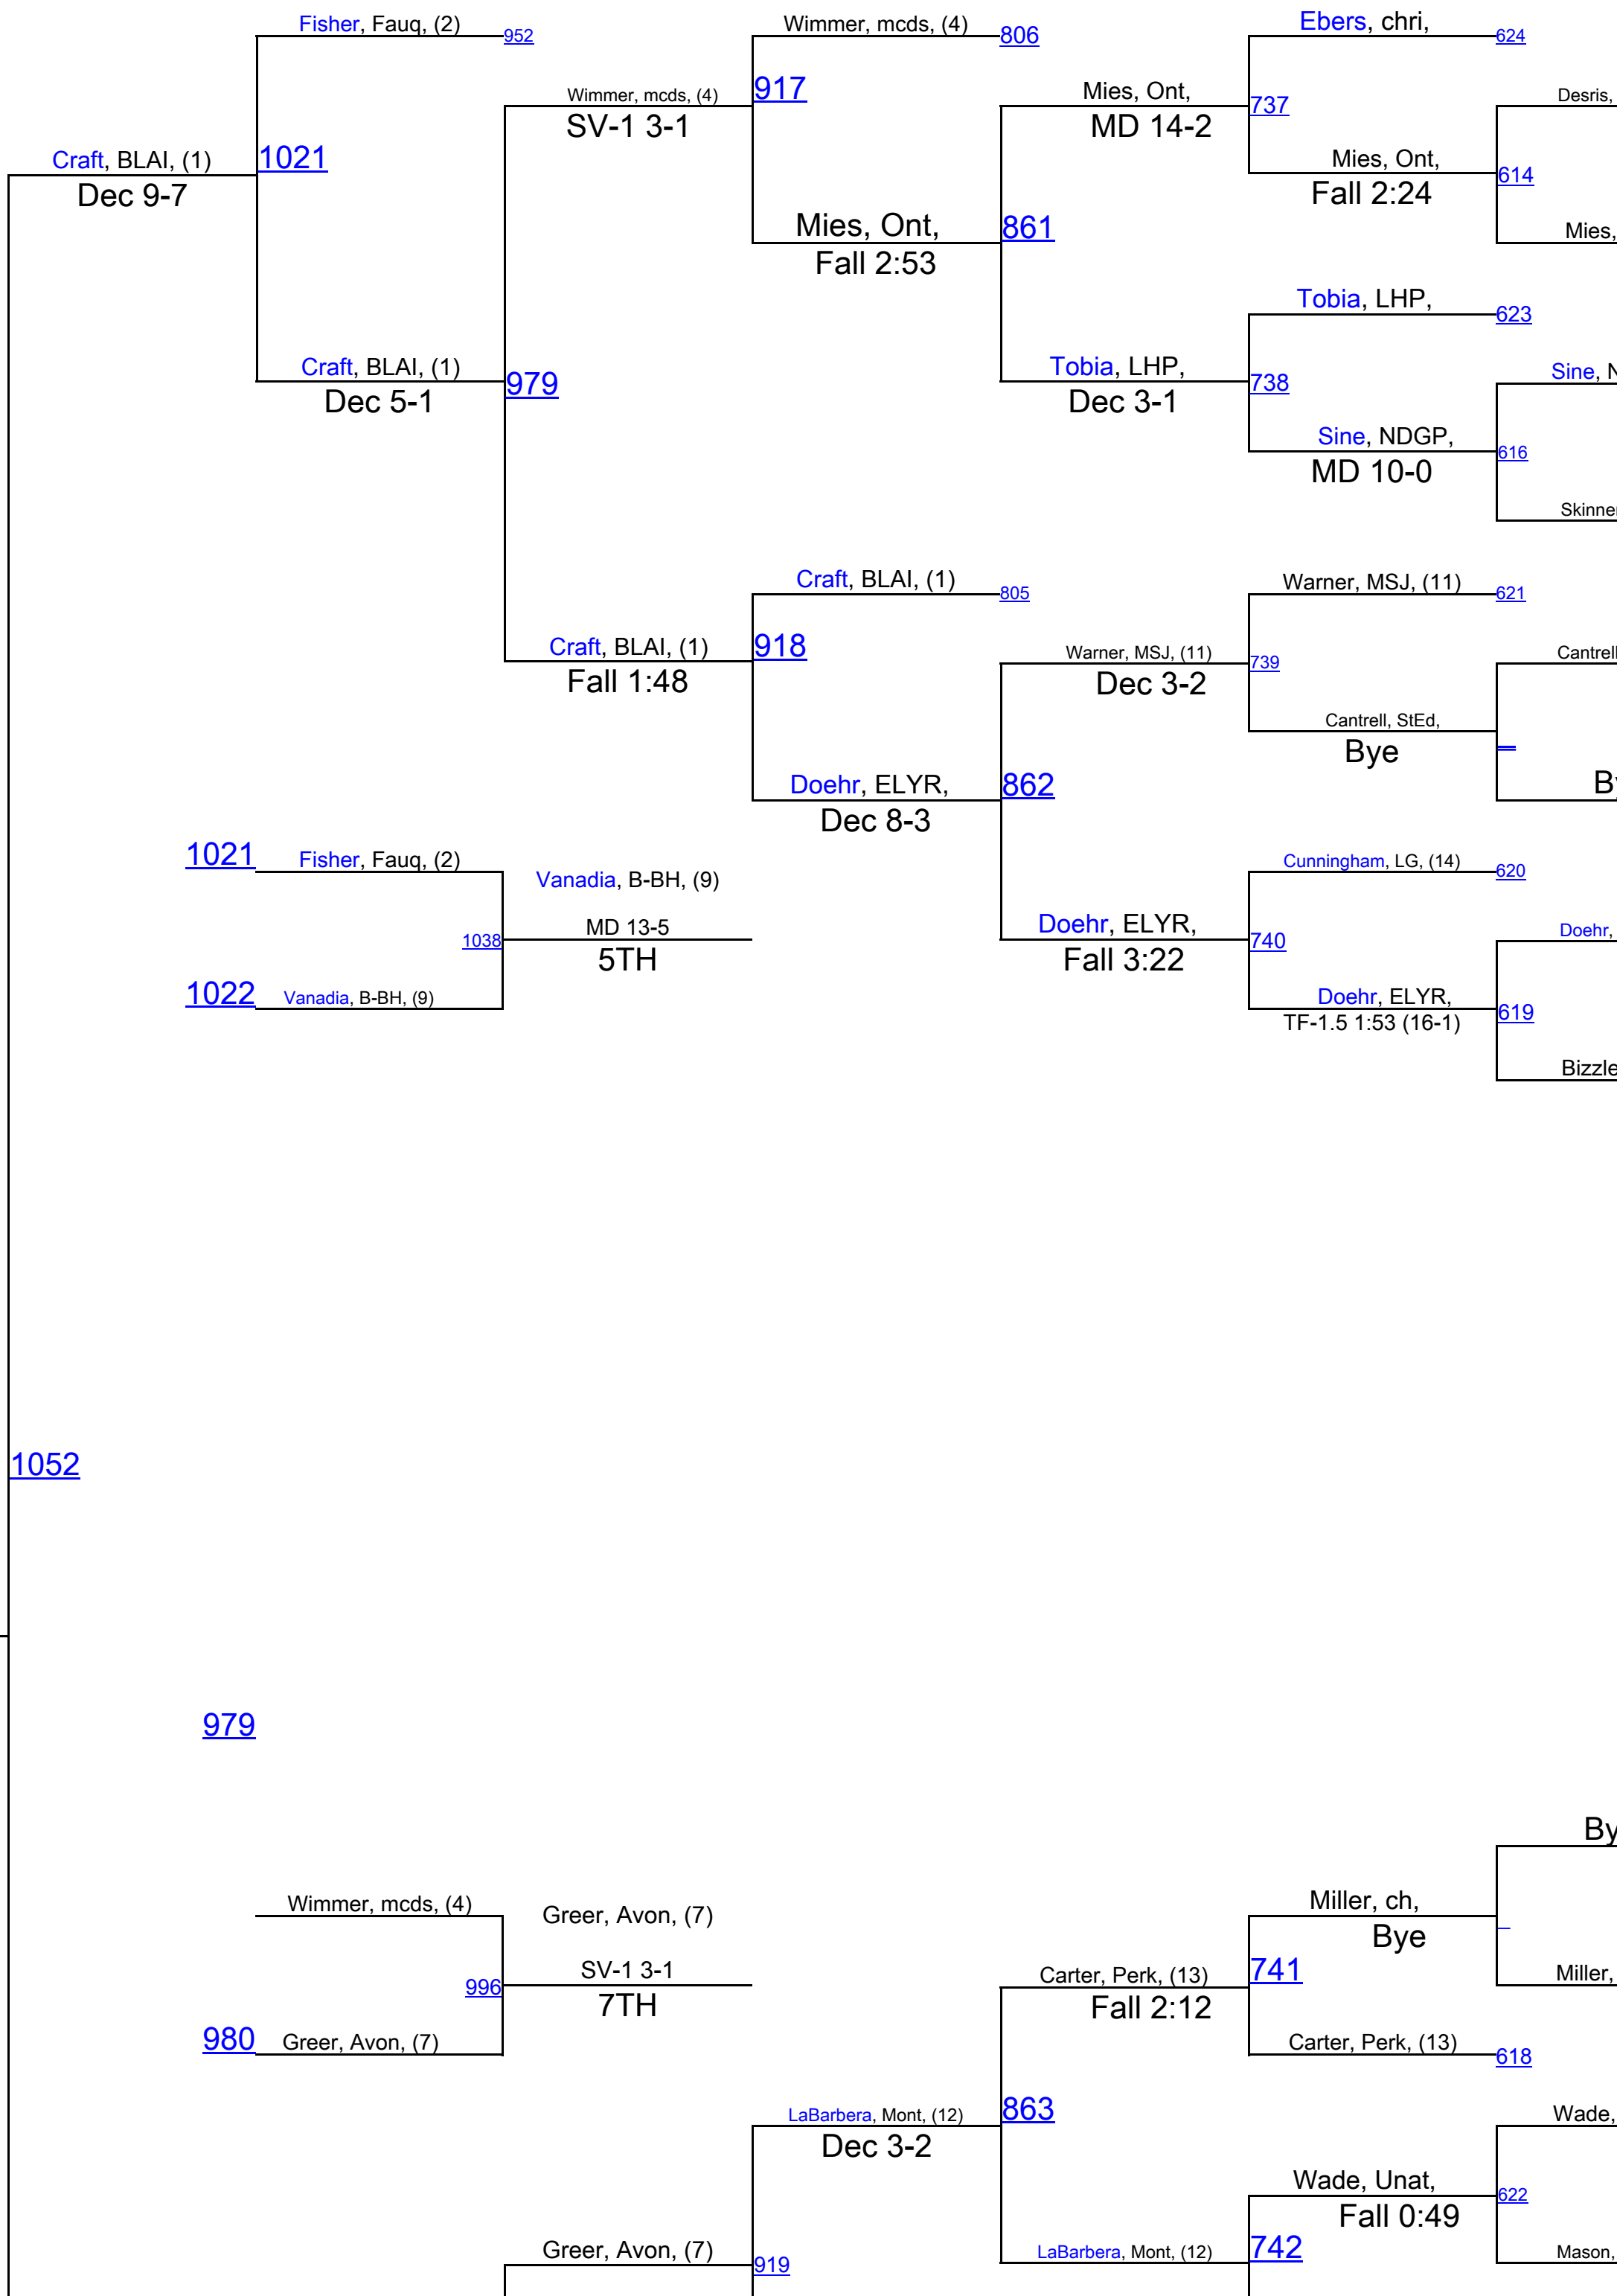 Fisher, Fauq, (2)
952
Wimmer, mcds, (4)
806
Ebers, chri,
624
917
Wimmer, mcds, (4)
SV-1 3-1
Mies, Ont,
MD 14-2
737
Desris,
Craft, BLAI, (1)
Dec 9-7
1021
Mies, Ont,
Fall 2:24
614
Mies, Ont,
Fall 2:53
861
Mies,
Tobia, LHP,
623
Craft, BLAI, (1)
Dec 5-1
979
Tobia, LHP,
Dec 3-1
738
Sine, N
Sine, NDGP,
MD 10-0
616
Skinner
Craft, BLAI, (1)
805
Warner, MSJ, (11)
621
Craft, BLAI, (1)
Fall 1:48
918
Warner, MSJ, (11)
Dec 3-2
739
Cantrell
Cantrell, StEd,
Bye
Doehr, ELYR,
Dec 8-3
862
By
1021
Fisher, Fauq, (2)
Vanadia, B-BH, (9)
Cunningham, LG, (14)
620
1038
MD 13-5
5TH
Doehr, ELYR,
Fall 3:22
740
Doehr,
1022
Vanadia, B-BH, (9)
Doehr, ELYR,
TF-1.5 1:53 (16-1)
619
Bizzle
1052
979
By
Wimmer, mcds, (4)
Greer, Avon, (7)
Miller, ch,
Bye
996
SV-1 3-1
7TH
Carter, Perk, (13)
Fall 2:12
741
Miller,
980
Greer, Avon, (7)
Carter, Perk, (13)
618
LaBarbera, Mont, (12)
Dec 3-2
863
Wade,
Wade, Unat,
Fall 0:49
622
Greer, Avon, (7)
919
LaBarbera, Mont, (12)
742
Mason,